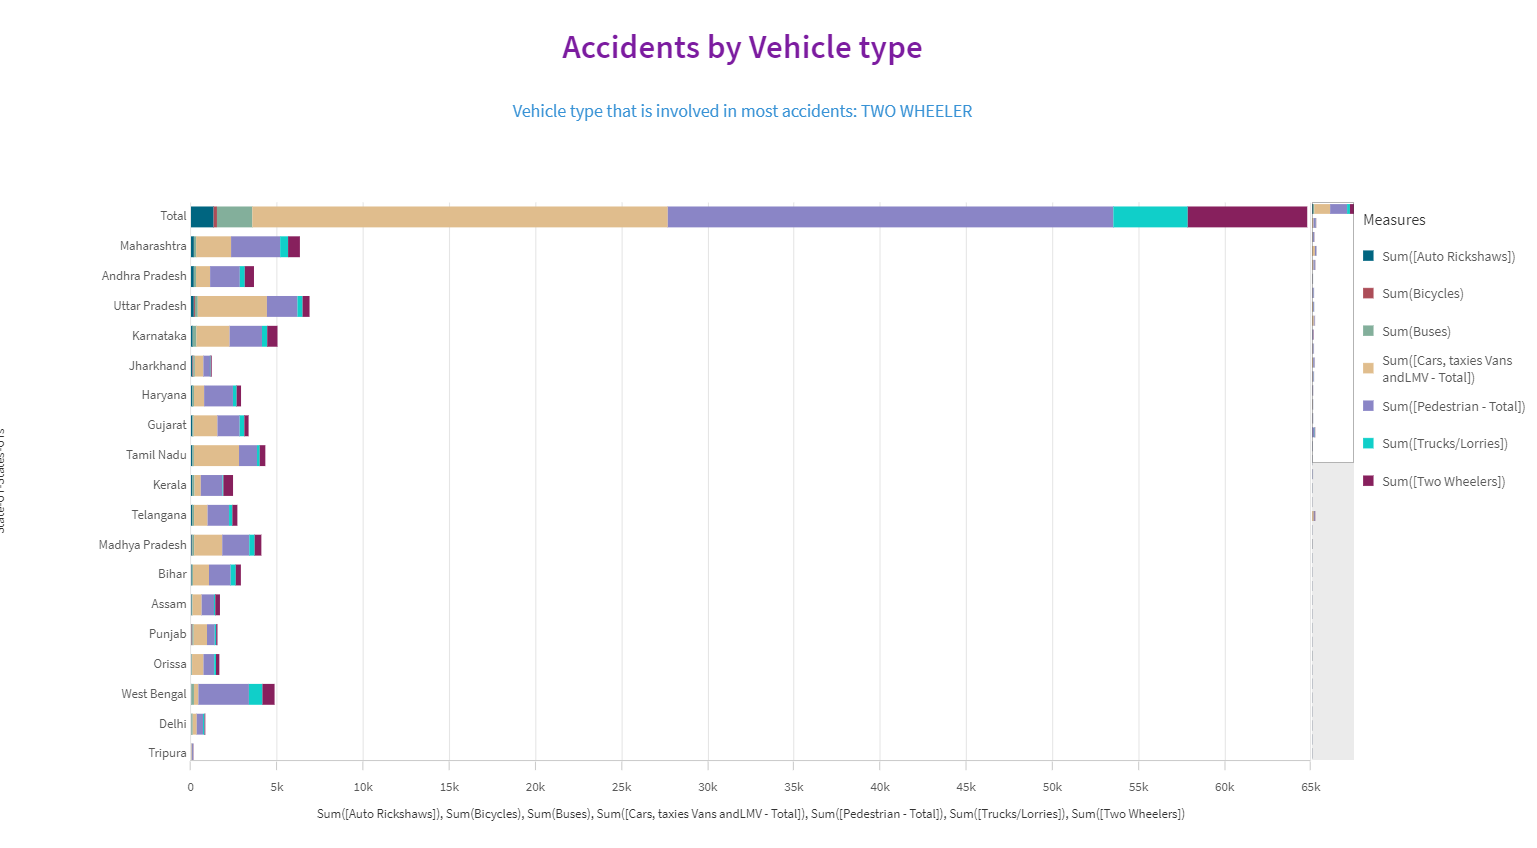 Accidents by Vehicle type
Vehicle type that is involved in most accidents: TWO WHEELER
Total
Maharashtra
Andhra Pradesh
Uttar Pradesh
Karnataka
Jharkhand
Haryana
Gujarat
Tamil Nadu
Kerala
Telangana
Madhya Pradesh
Bihar
Assam
Punjab
Orissa
West Bengal
Delhi
Tripura
0 5k 10k 15k 20k 25k 30k 35k 40k 45k 50k 55k 60k 65k
Sum([Auto Rickshaws]), Sum(Bicycles), Sum(Buses), Sum([Cars, taxies Vans andLMV - Total]), Sum([Pedestrian - Total]), Sum([Trucks/Lorries]), Sum([Two Wheelers])
Measures
Sum([Auto Rickshaws])
Sum(Bicycles)
Sum(Buses)
Sum([Cars, taxies Vans
andLMV - Total])
Sum([Pedestrian - Total])
Sum([Trucks/Lorries])
Sum([Two Wheelers])